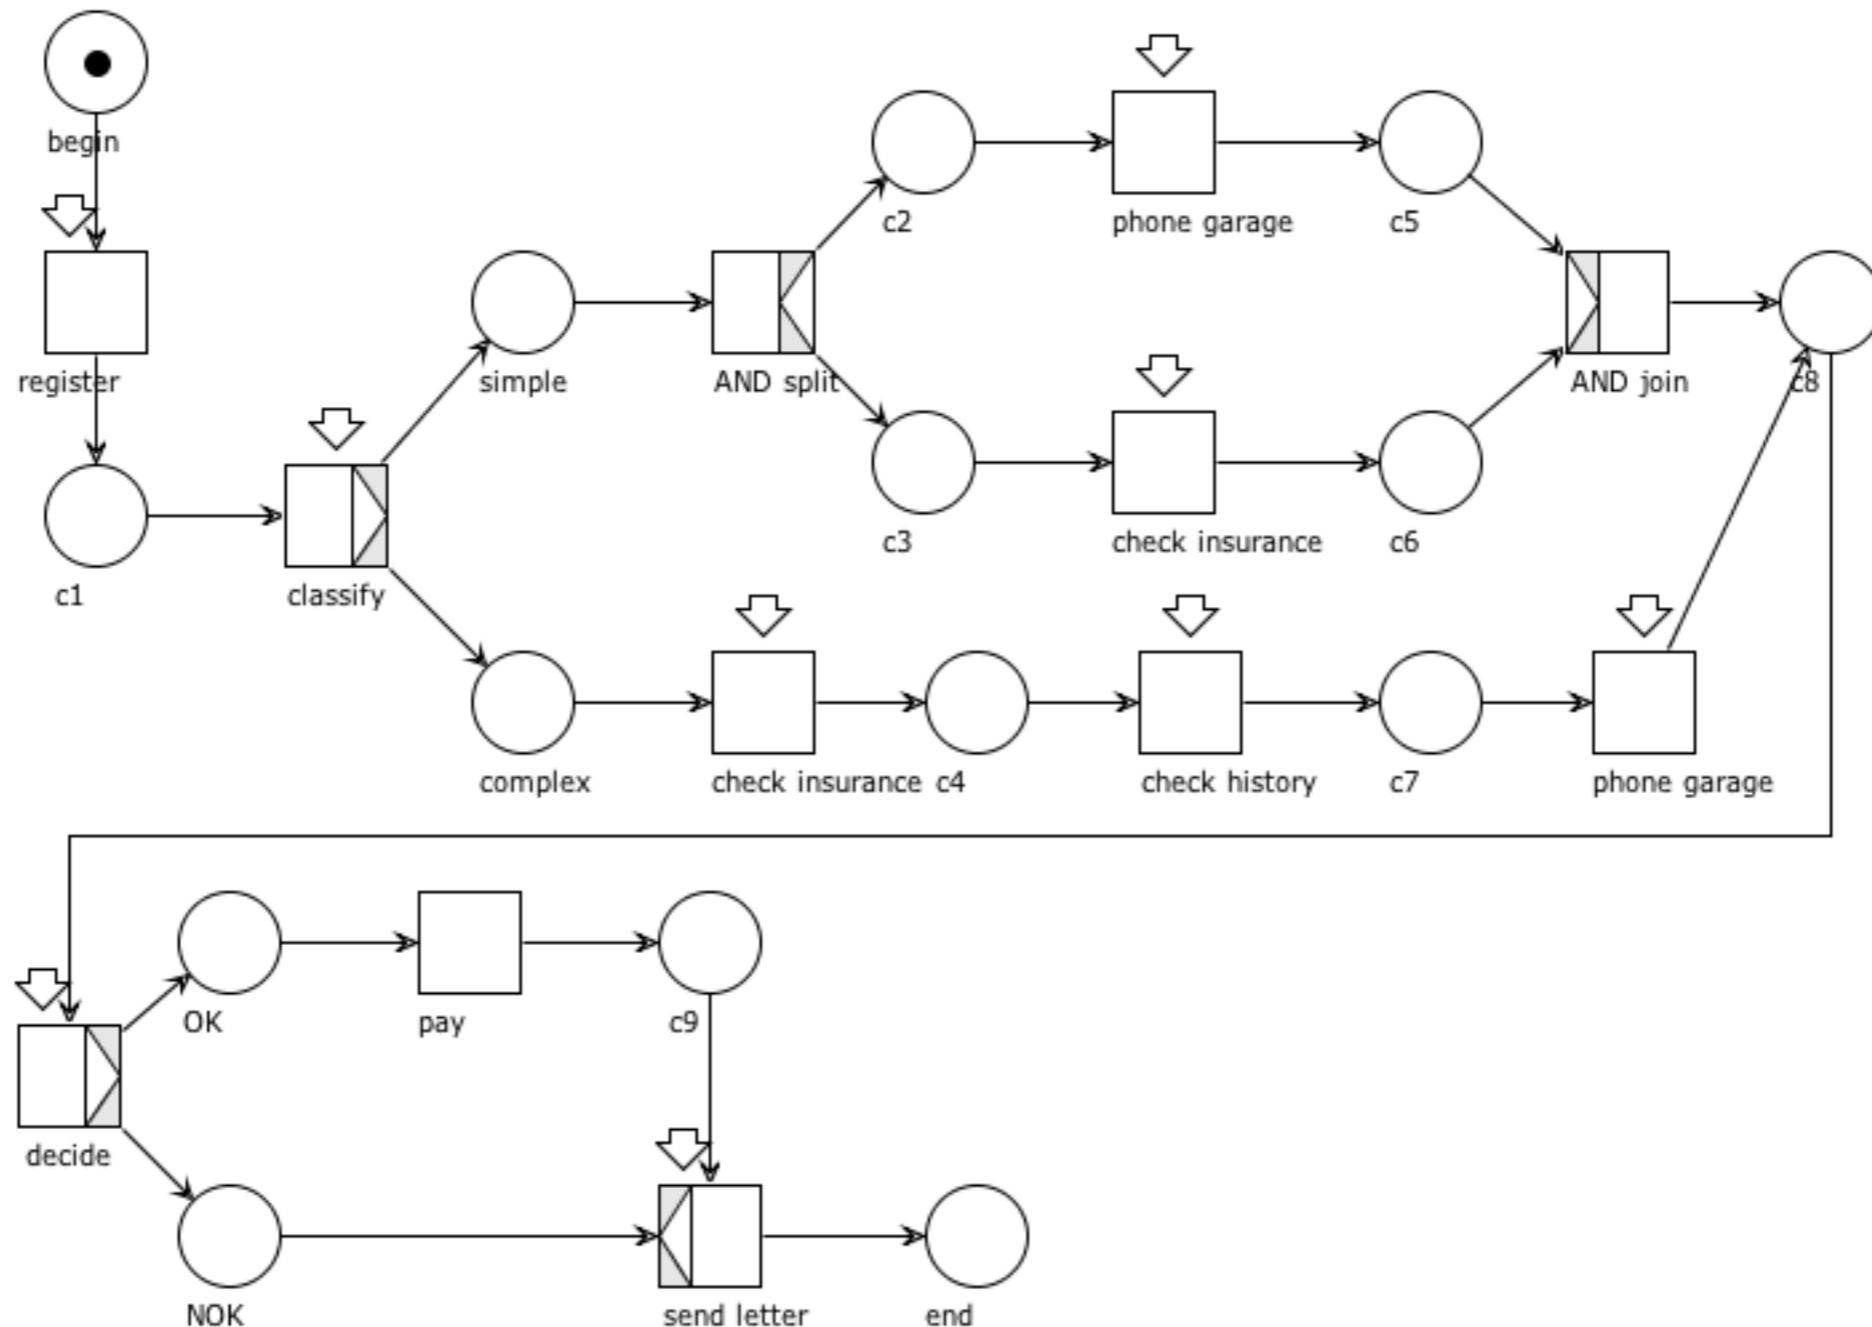 begin
c2
phone garage
c5
register
simple
AND split
AND join
c8
c3
check insurance
c6
c1
classify
complex
check insurance
c4
check history
c7
phone garage
OK
pay
c9
decide
NOK
send letter
end